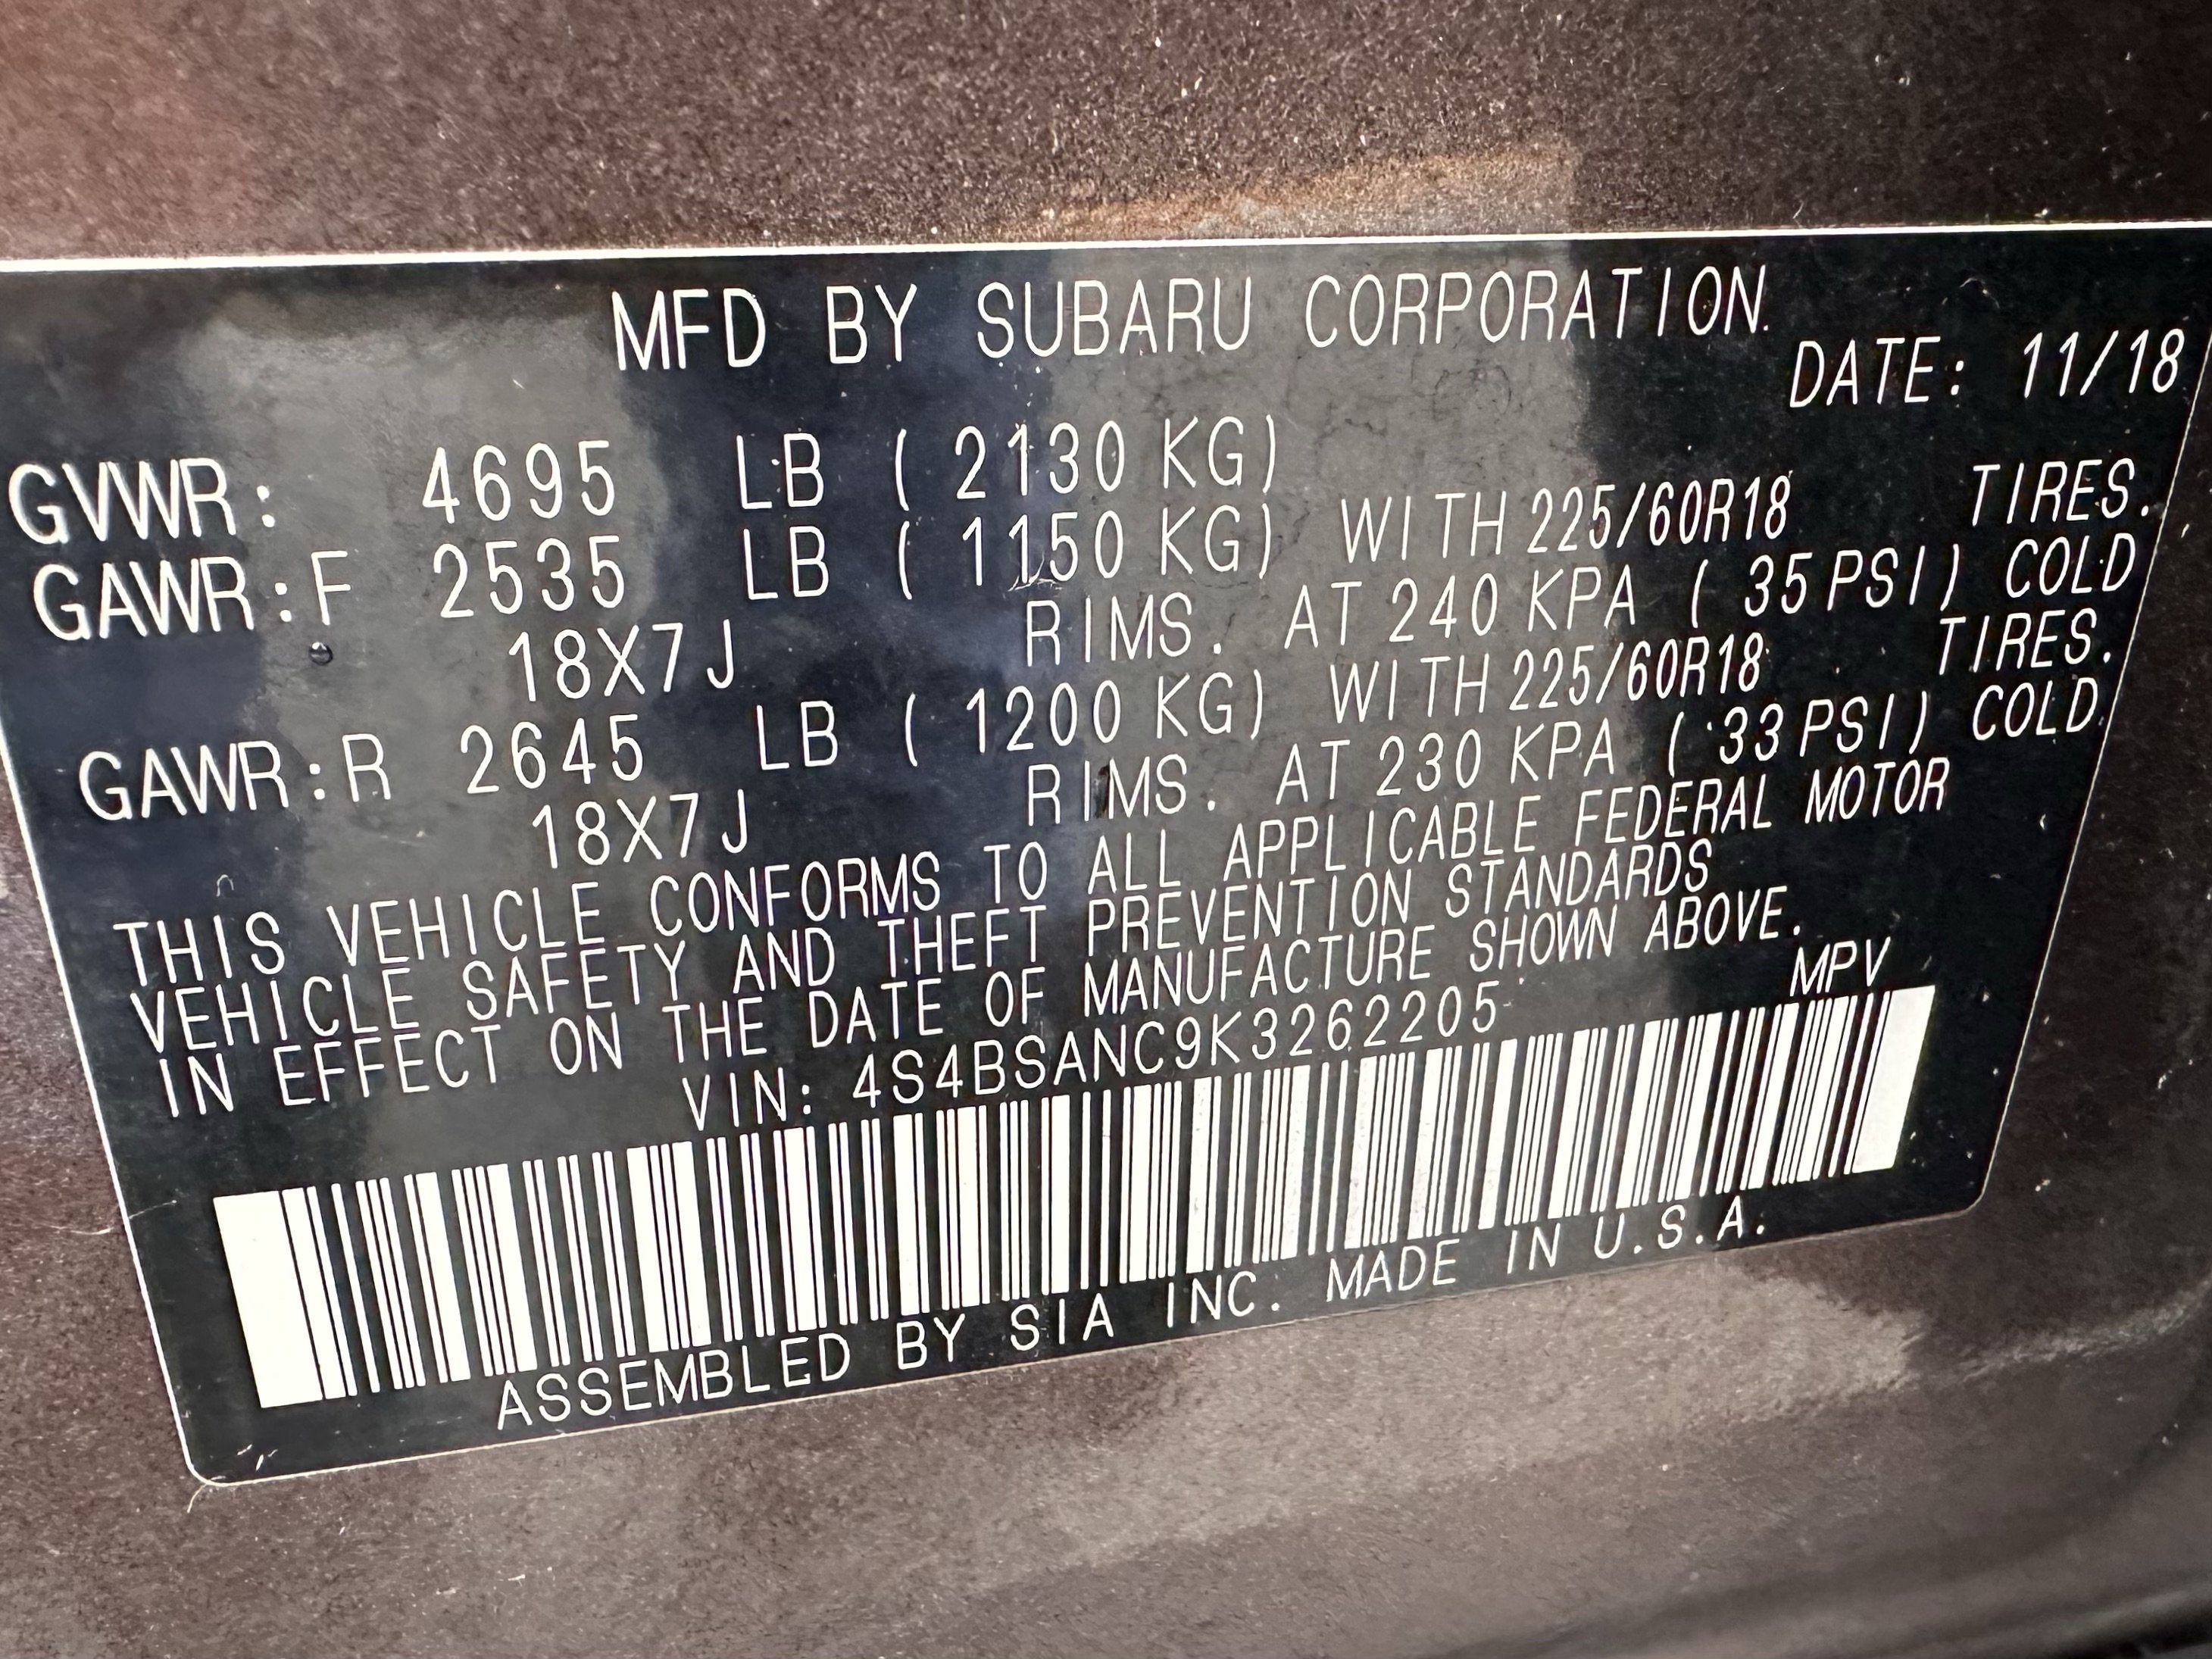 MFD BY SUBARU CORPORATION.
DATE: 11/18
GVWR: 4695 LB ( 2130 KG)
GAWR:F 2535 LB ( 1150 KG) WITH 225/60R18 TIRES.
18X7J RIMS. AT 240 KPA ( 35 PSI) COLD
GAWR:R 2645 LB ( 1200 KG) WITH 225/60R18 TIRES.
18X7J RIMS. AT 230 KPA ( 33 PSI) COLD.
THIS VEHICLE CONFORMS TO ALL APPLICABLE FEDERAL MOTOR
VEHICLE SAFETY AND THEFT PREVENTION STANDARDS
IN EFFECT ON THE DATE OF MANUFACTURE SHOWN ABOVE.
VIN: 4S4BSANC9K3262205 MPV
ASSEMBLED BY SIA INC. MADE IN U.S.A.